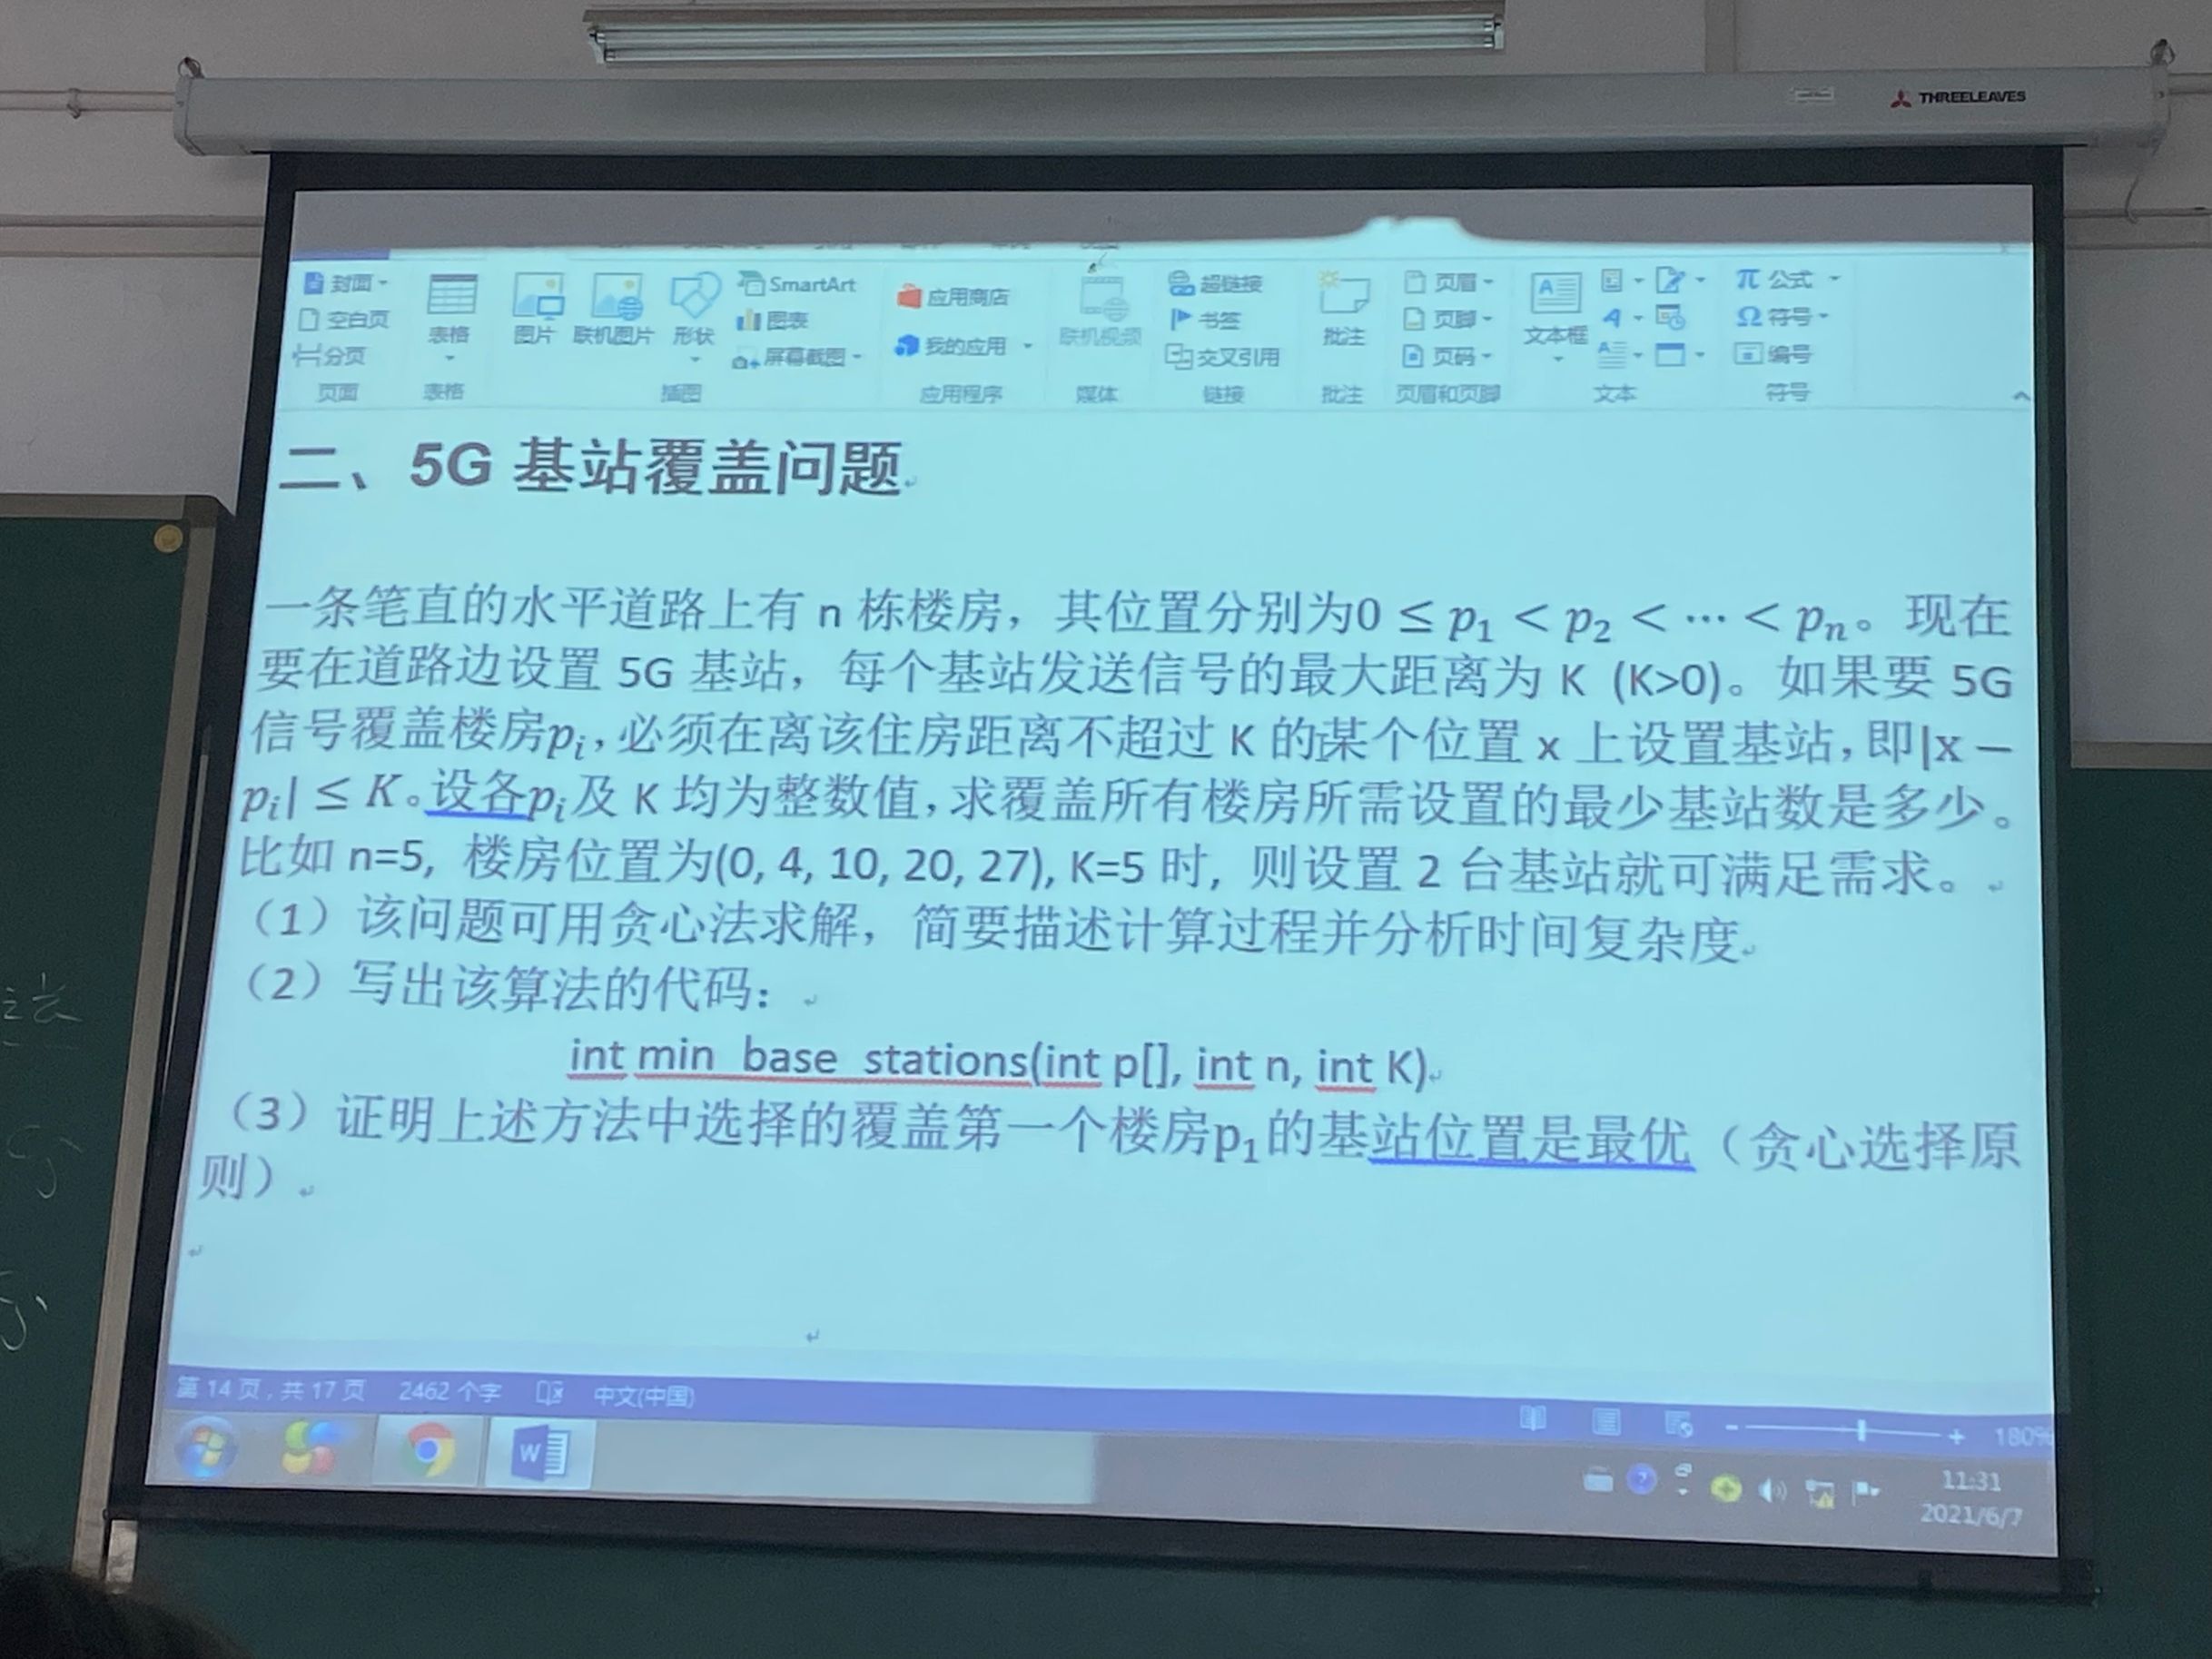 THREELEAVES
封面
空白页
分页
页面
表格
表格
图片
联机图片
形状
SmartArt
图表
屏幕截图
插图
应用商店
我的应用
应用程序
联机视频
媒体
超链接
书签
交叉引用
链接
批注
批注
页眉
页脚
页码
页眉和页脚
文本框
文本
π 公式
Ω 符号
编号
符号
二、5G 基站覆盖问题
一条笔直的水平道路上有 n 栋楼房，其位置分别为0 ≤ p₁ < p₂ < ⋯ < pₙ。现在
要在道路边设置 5G 基站，每个基站发送信号的最大距离为 K (K>0)。如果要 5G
信号覆盖楼房pᵢ，必须在离该住房距离不超过 K 的某个位置 x 上设置基站，即|x −
pᵢ| ≤ K。设各pᵢ及 K 均为整数值，求覆盖所有楼房所需设置的最少基站数是多少。
比如 n=5, 楼房位置为(0, 4, 10, 20, 27), K=5 时, 则设置 2 台基站就可满足需求。
（1）该问题可用贪心法求解，简要描述计算过程并分析时间复杂度
（2）写出该算法的代码：
int min_base_stations(int p[], int n, int K)
（3）证明上述方法中选择的覆盖第一个楼房p₁的基站位置是最优（贪心选择原
则）
第 14 页，共 17 页 2462 个字 中文(中国)
180%
11:31
2021/6/7